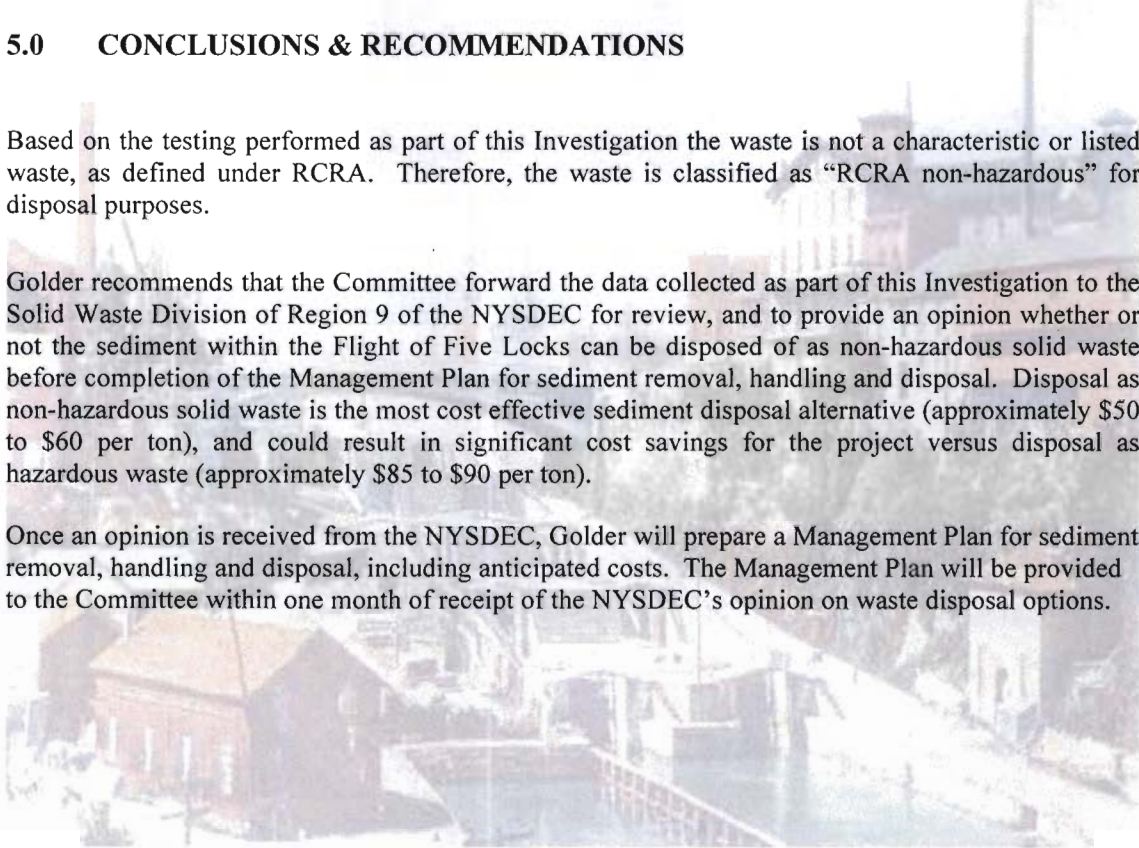 5.0 CONCLUSIONS & RECOMMENDATIONS
Based on the testing performed as part of this Investigation the waste is not a characteristic or listed
waste, as defined under RCRA. Therefore, the waste is classified as “RCRA non-hazardous” for
disposal purposes.
Golder recommends that the Committee forward the data collected as part of this Investigation to the
Solid Waste Division of Region 9 of the NYSDEC for review, and to provide an opinion whether or
not the sediment within the Flight of Five Locks can be disposed of as non-hazardous solid waste
before completion of the Management Plan for sediment removal, handling and disposal. Disposal as
non-hazardous solid waste is the most cost effective sediment disposal alternative (approximately $50
to $60 per ton), and could result in significant cost savings for the project versus disposal as
hazardous waste (approximately $85 to $90 per ton).
Once an opinion is received from the NYSDEC, Golder will prepare a Management Plan for sediment
removal, handling and disposal, including anticipated costs. The Management Plan will be provided
to the Committee within one month of receipt of the NYSDEC’s opinion on waste disposal options.